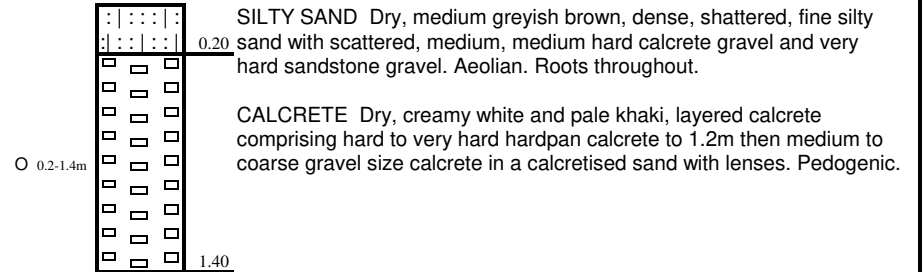 SILTY SAND Dry, medium greyish brown, dense, shattered, fine silty
0.20 sand with scattered, medium, medium hard calcrete gravel and very
hard sandstone gravel. Aeolian. Roots throughout.
CALCRETE Dry, creamy white and pale khaki, layered calcrete
comprising hard to very hard hardpan calcrete to 1.2m then medium to
O 0.2-1.4m coarse gravel size calcrete in a calcretised sand with lenses. Pedogenic.
1.40